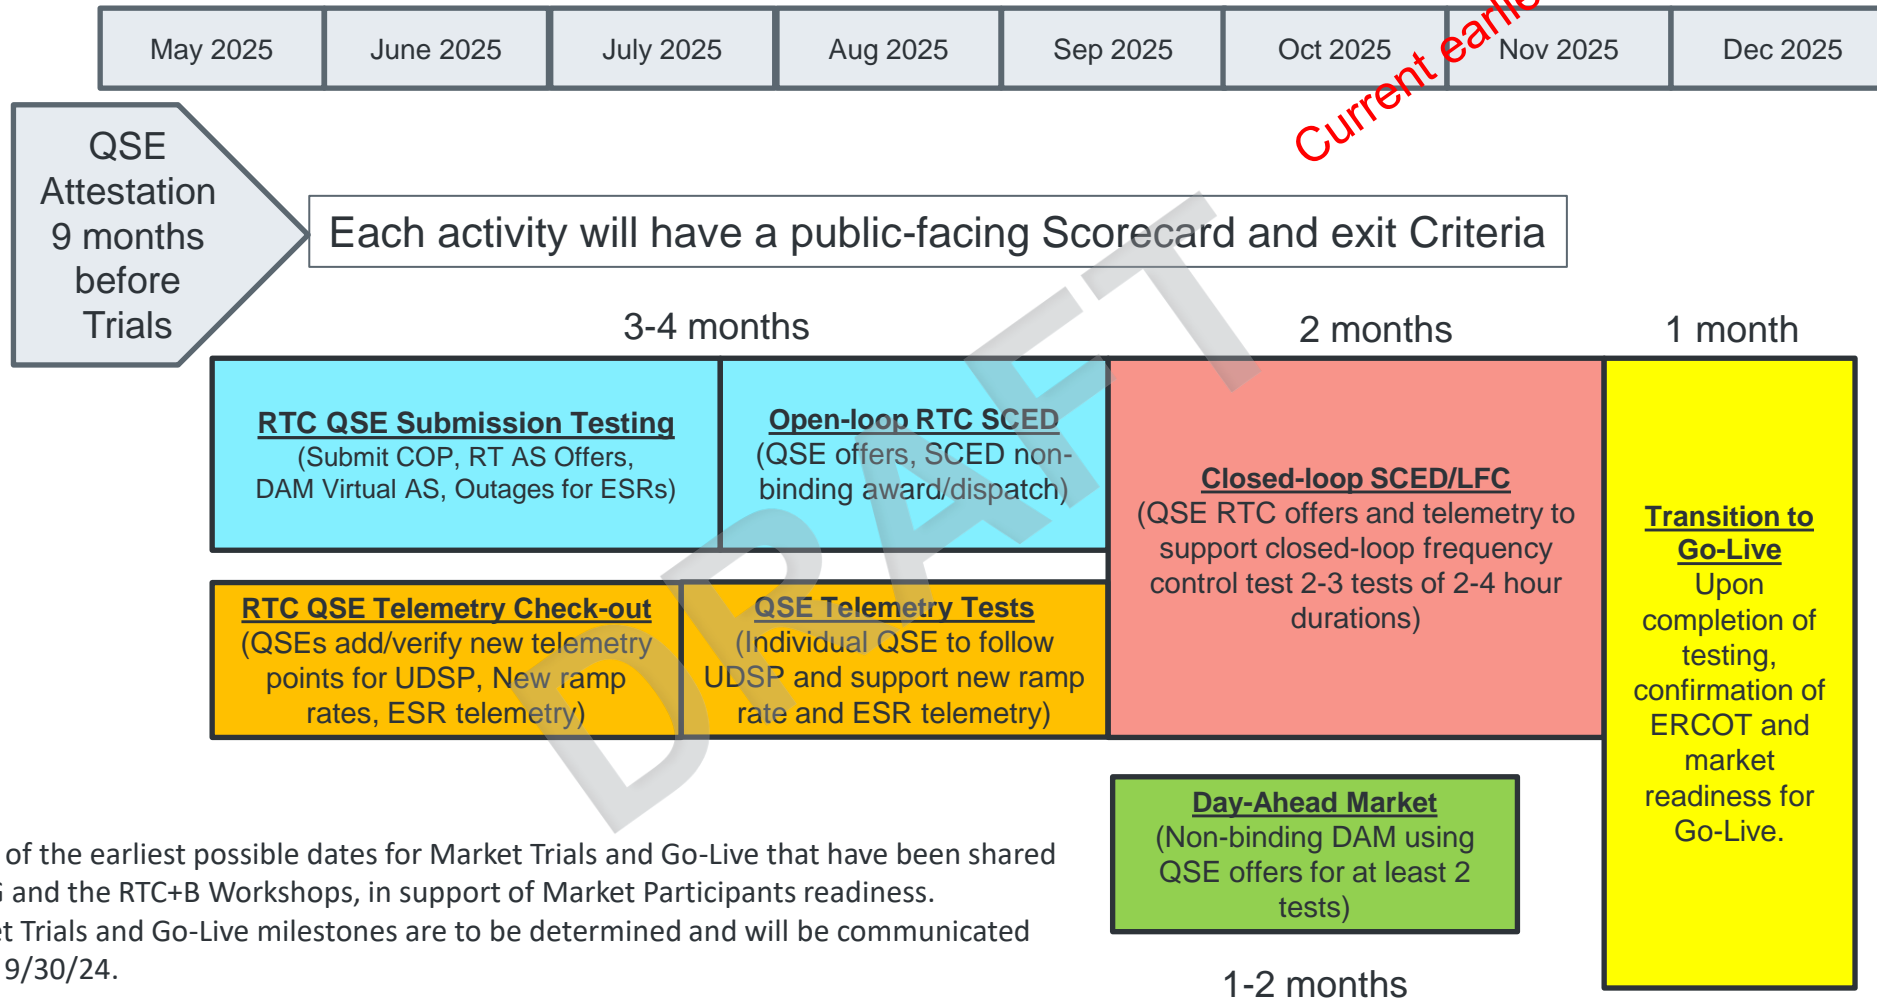 May 2025
June 2025
July 2025
Aug 2025
Sep 2025
Oct 2025
Nov 2025
Dec 2025
Current
QSE
Attestation
9 months
before
Trials
Each activity will have a public-facing Scorecard and exit Criteria
3-4 months
2 months
1 month
RTC QSE Submission Testing
(Submit COP, RT AS Offers,
DAM Virtual AS, Outages for ESRs)
Open-loop RTC SCED
(QSE offers, SCED non-
binding award/dispatch)
Closed-loop SCED/LFC
(QSE RTC offers and telemetry to
support closed-loop frequency
control test 2-3 tests of 2-4 hour
durations)
Transition to
Go-Live
Upon
completion of
testing,
confirmation of
ERCOT and
market
readiness for
Go-Live.
RTC QSE Telemetry Check-out
(QSEs add/verify new telemetry
points for UDSP, New ramp
rates, ESR telemetry)
QSE Telemetry Tests
(Individual QSE to follow
UDSP and support new ramp
rate and ESR telemetry)
DRAFT
Day-Ahead Market
(Non-binding DAM using
QSE offers for at least 2
tests)
1-2 months
of the earliest possible dates for Market Trials and Go-Live that have been shared
and the RTC+B Workshops, in support of Market Participants readiness.
Trials and Go-Live milestones are to be determined and will be communicated
9/30/24.